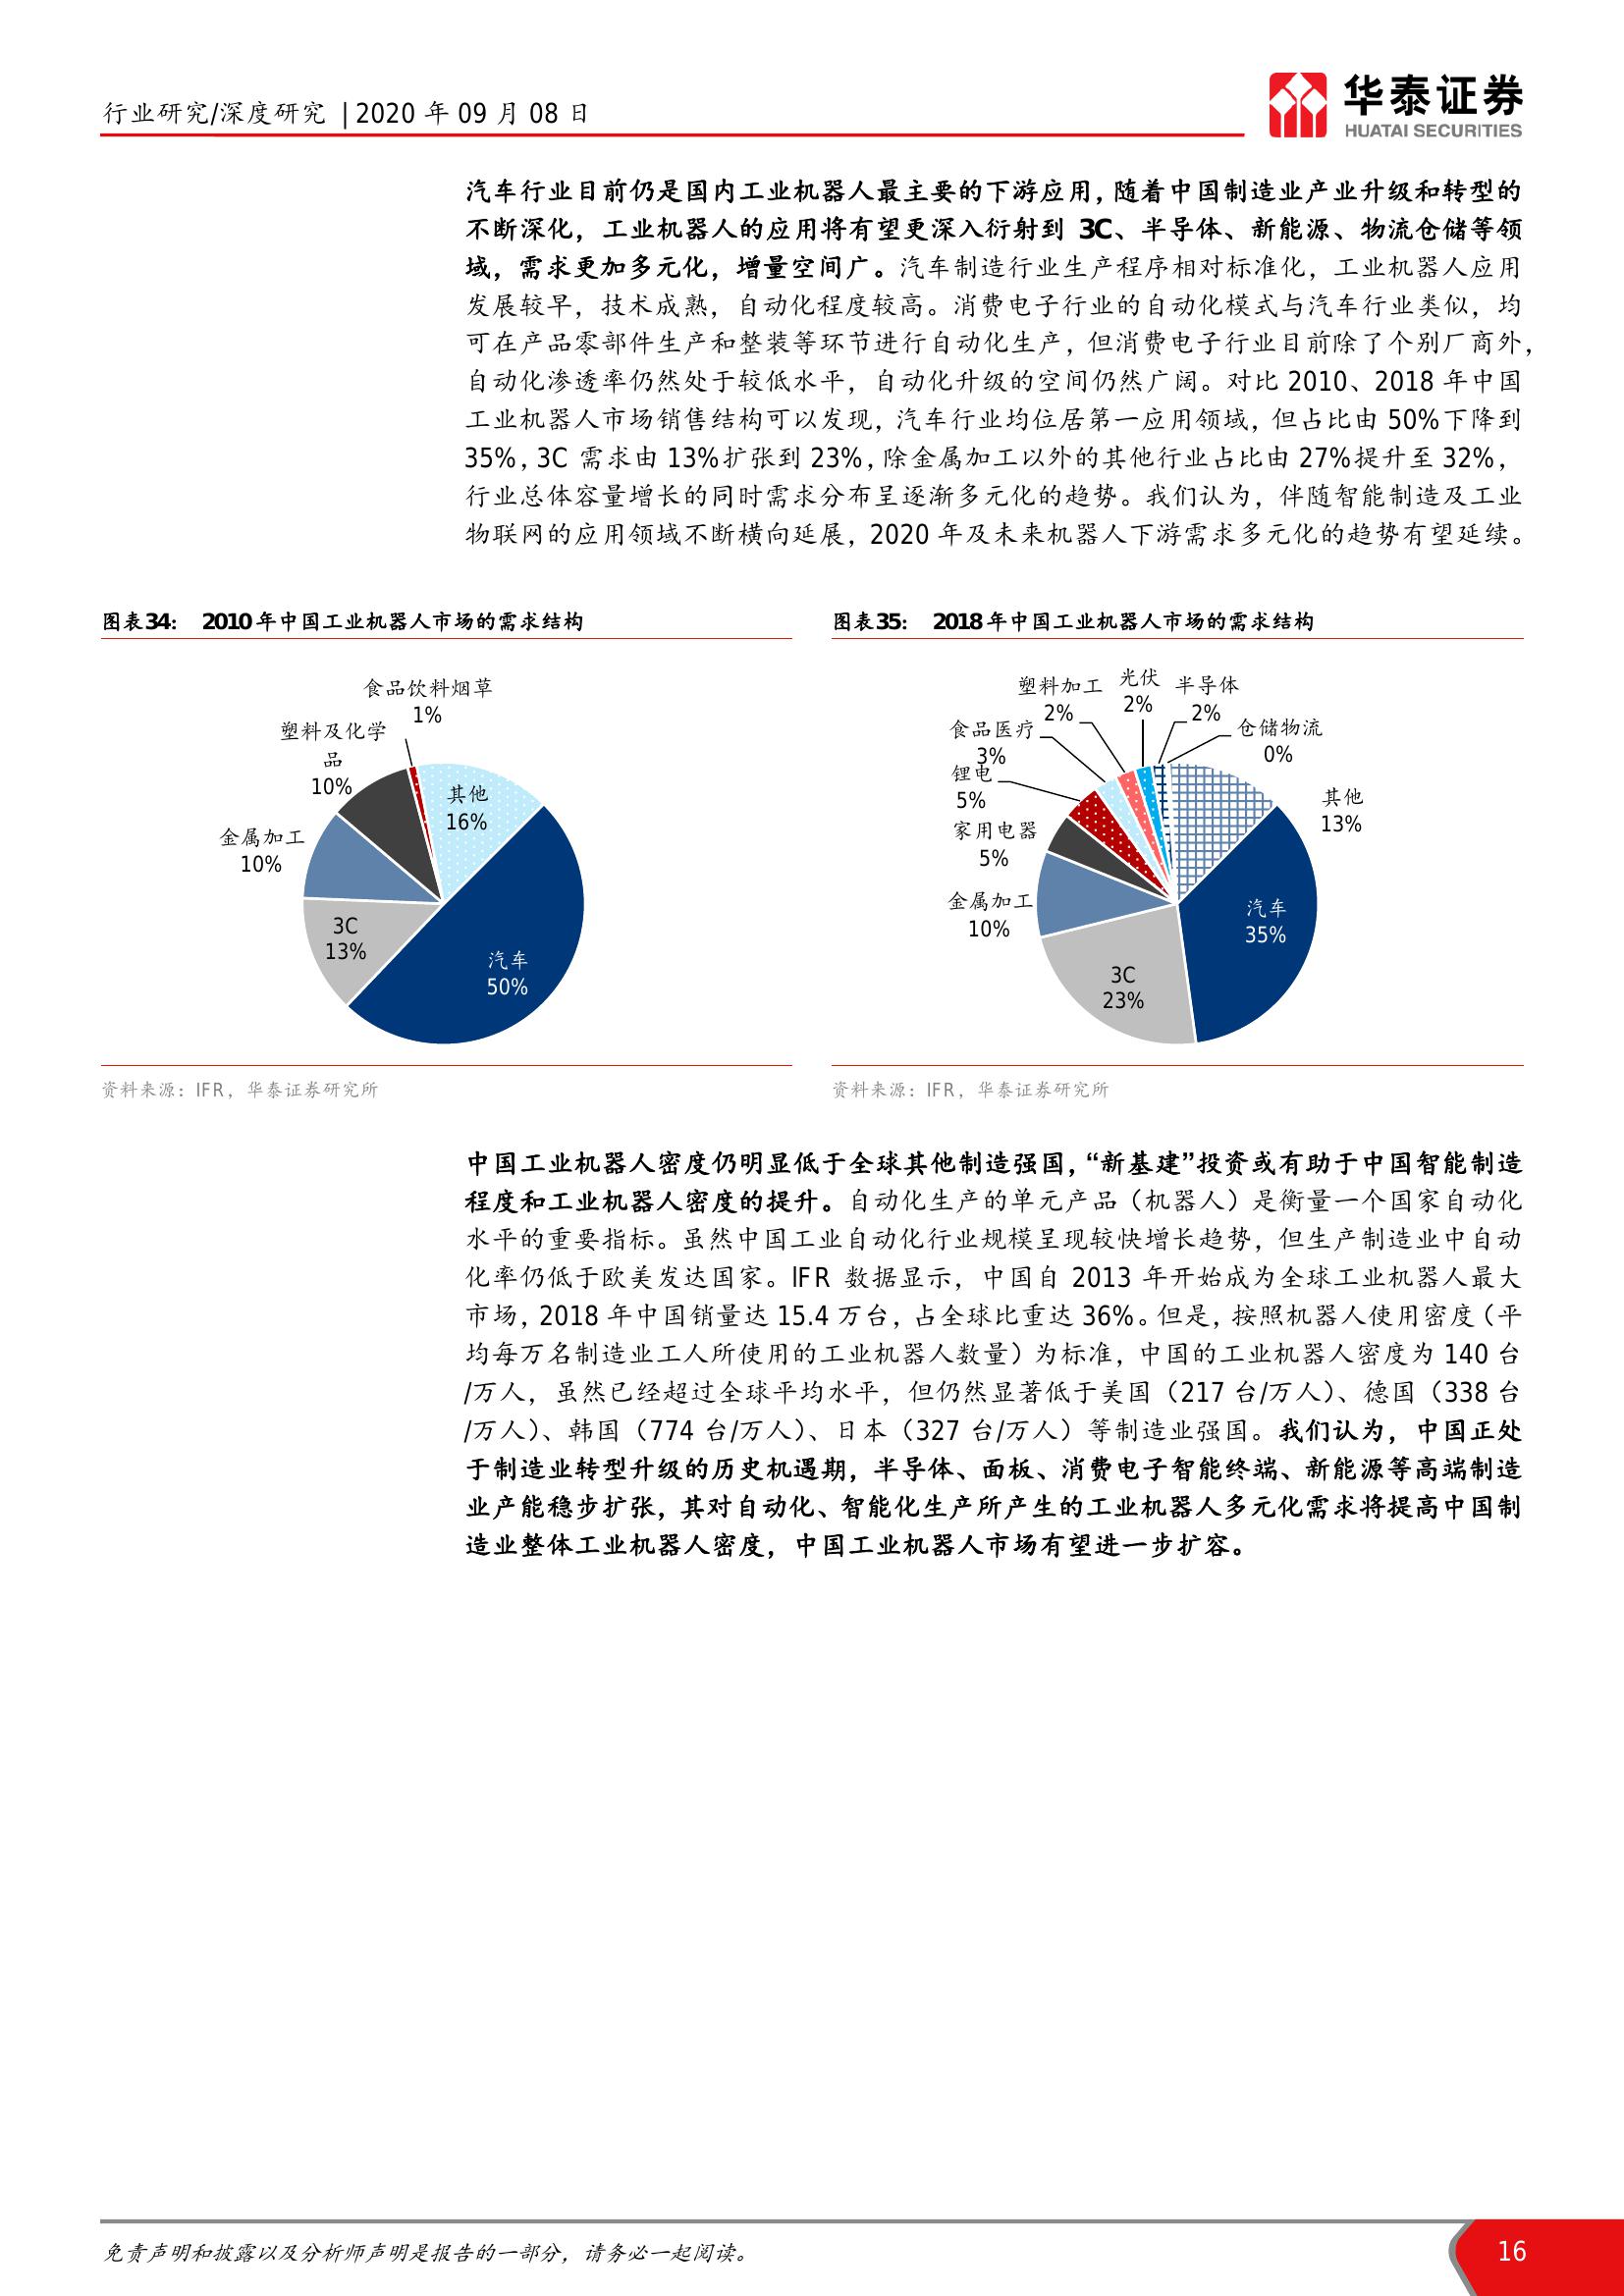 行业研究/深度研究 | 2020 年 09 月 08 日
华泰证券
HUATAI SECURITIES
汽车行业目前仍是国内工业机器人最主要的下游应用，随着中国制造业产业升级和转型的
不断深化，工业机器人的应用将有望更深入衍射到 3C、半导体、新能源、物流仓储等领
域，需求更加多元化，增量空间广。汽车制造行业生产程序相对标准化，工业机器人应用
发展较早，技术成熟，自动化程度较高。消费电子行业的自动化模式与汽车行业类似，均
可在产品零部件生产和整装等环节进行自动化生产，但消费电子行业目前除了个别厂商外，
自动化渗透率仍然处于较低水平，自动化升级的空间仍然广阔。对比 2010、2018 年中国
工业机器人市场销售结构可以发现，汽车行业均位居第一应用领域，但占比由 50%下降到
35%，3C 需求由 13%扩张到 23%，除金属加工以外的其他行业占比由 27%提升至 32%，
行业总体容量增长的同时需求分布呈逐渐多元化的趋势。我们认为，伴随智能制造及工业
物联网的应用领域不断横向延展，2020 年及未来机器人下游需求多元化的趋势有望延续。
图表34： 2010 年中国工业机器人市场的需求结构
食品饮料烟草
1%
塑料及化学
品
10%
其他
16%
金属加工
10%
3C
13%
汽车
50%
资料来源：IFR，华泰证券研究所
图表35： 2018 年中国工业机器人市场的需求结构
塑料加工
2%
光伏
2%
半导体
2%
食品医疗
3%
仓储物流
0%
锂电
5%
其他
13%
家用电器
5%
金属加工
10%
汽车
35%
3C
23%
资料来源：IFR，华泰证券研究所
中国工业机器人密度仍明显低于全球其他制造强国，“新基建”投资或有助于中国智能制造
程度和工业机器人密度的提升。自动化生产的单元产品（机器人）是衡量一个国家自动化
水平的重要指标。虽然中国工业自动化行业规模呈现较快增长趋势，但生产制造业中自动
化率仍低于欧美发达国家。IFR 数据显示，中国自 2013 年开始成为全球工业机器人最大
市场，2018 年中国销量达 15.4 万台，占全球比重达 36%。但是，按照机器人使用密度（平
均每万名制造业工人所使用的工业机器人数量）为标准，中国的工业机器人密度为 140 台
/万人，虽然已经超过全球平均水平，但仍然显著低于美国（217 台/万人）、德国（338 台
/万人）、韩国（774 台/万人）、日本（327 台/万人）等制造业强国。我们认为，中国正处
于制造业转型升级的历史机遇期，半导体、面板、消费电子智能终端、新能源等高端制造
业产能稳步扩张，其对自动化、智能化生产所产生的工业机器人多元化需求将提高中国制
造业整体工业机器人密度，中国工业机器人市场有望进一步扩容。
免责声明和披露以及分析师声明是报告的一部分，请务必一起阅读。
16